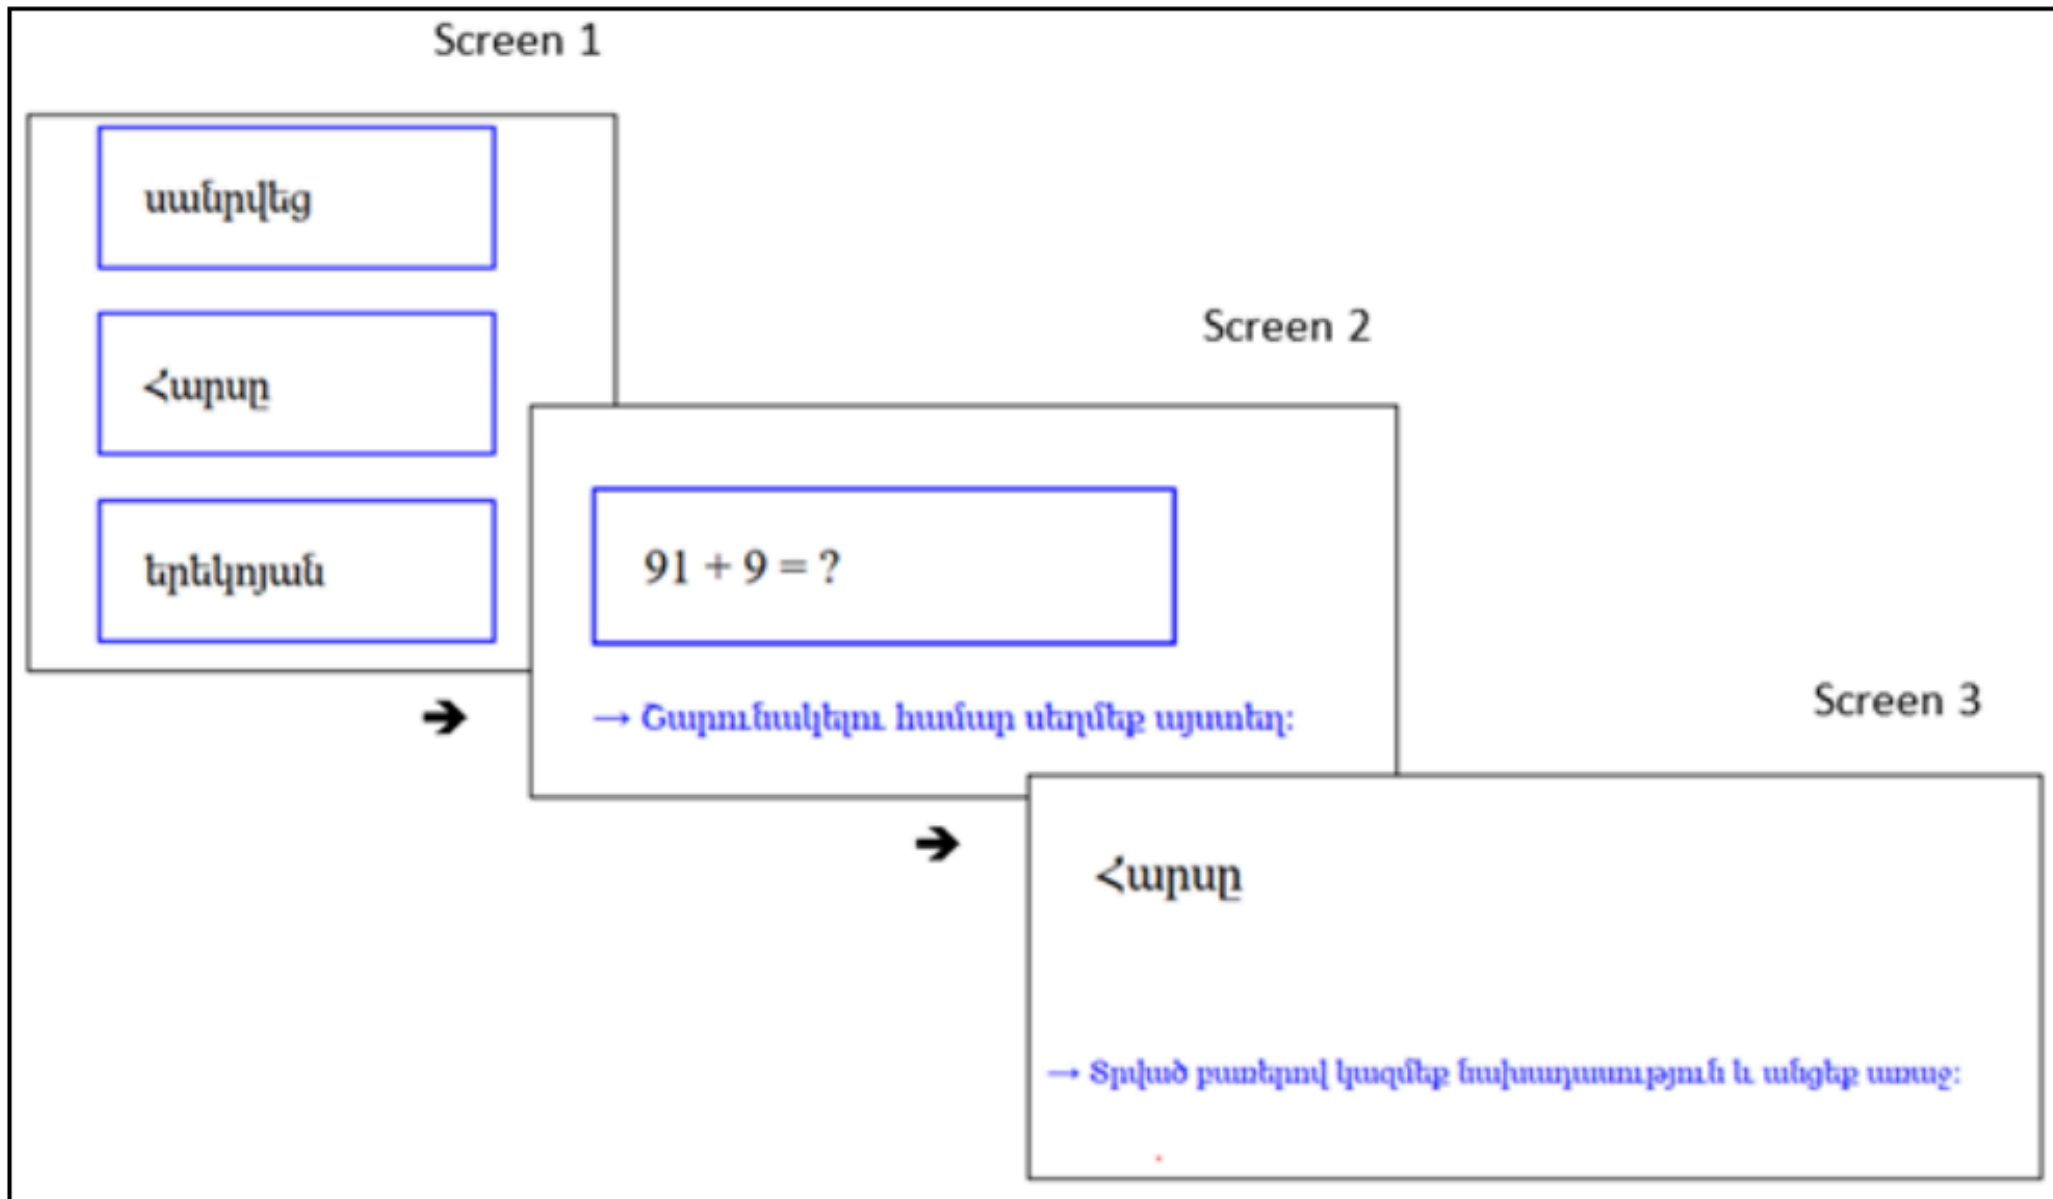 Screen 1
սանրվեց
Հարսը
երեկոյան
Screen 2
91 + 9 = ?
→ Շարունակելու համար սեղմեք այստեղ:
Screen 3
Հարսը
→ Տրված բառերով կազմեք նախադասություն և անցեք առաջ: